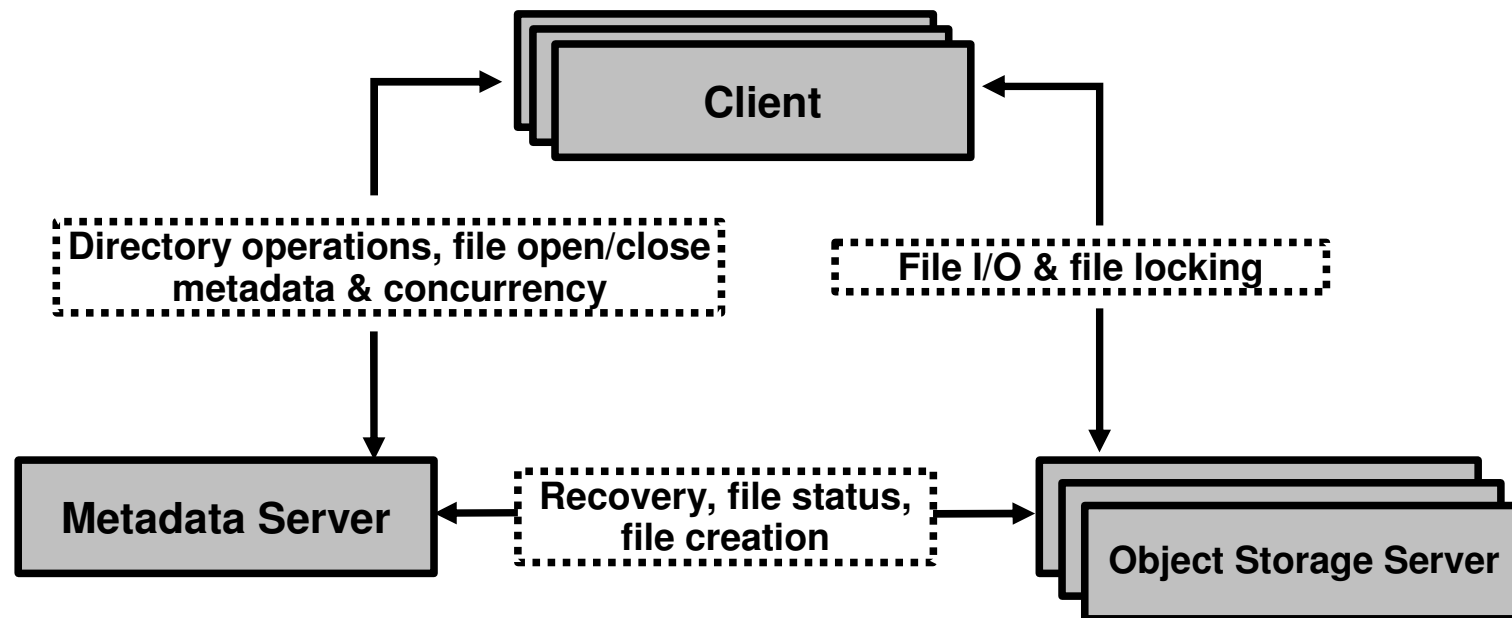 Client
Directory operations, file open/close
metadata & concurrency
File I/O & file locking
Metadata Server
Recovery, file status,
file creation
Object Storage Server